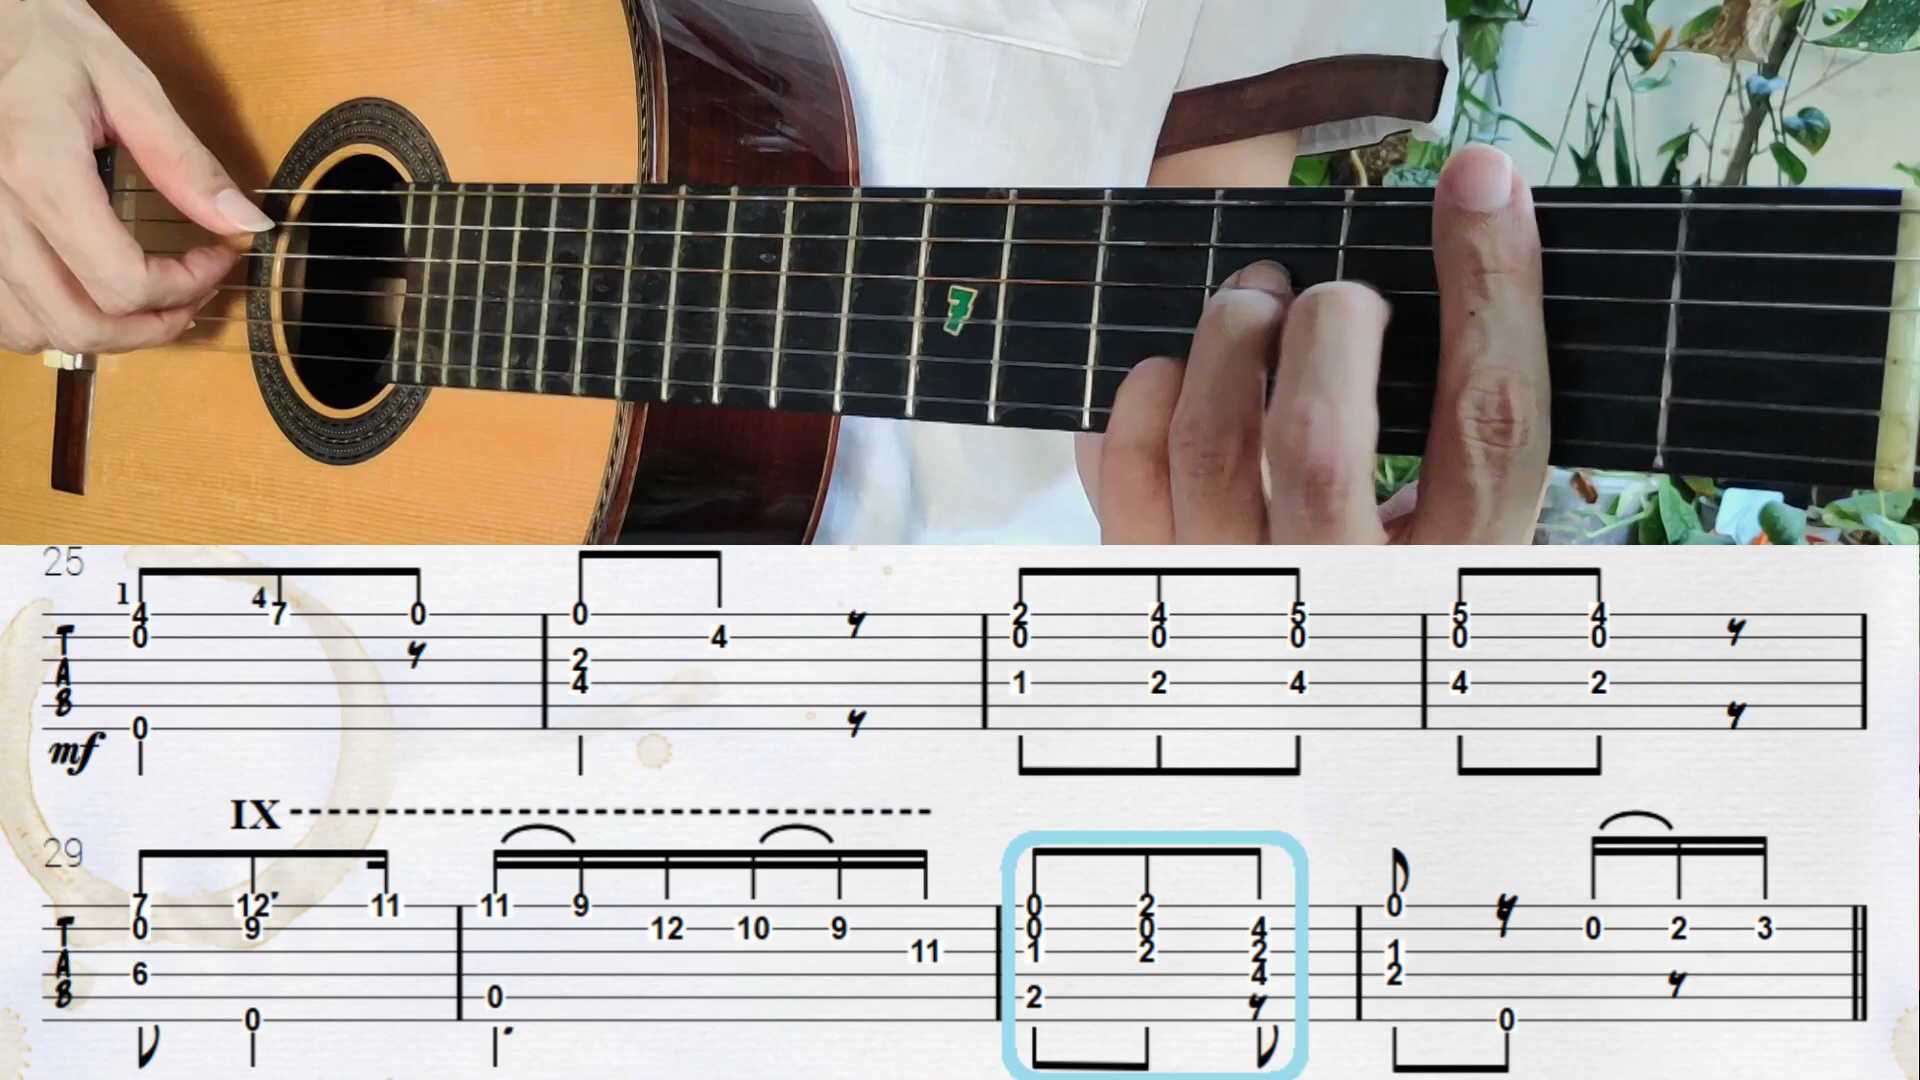 7
25
1 4
4 7 0 0 2 4 5 5 4
0 4 0 0 0 0 0
T 2
A 4 1 2 4 4 2
B
0
mf
IX
29
7 12 11 11 9 0 2 0
0 9 12 10 9 0 0 4 0 2 3
T 11 1 2 2 1
A 6 4 2
B 0 2
0 0